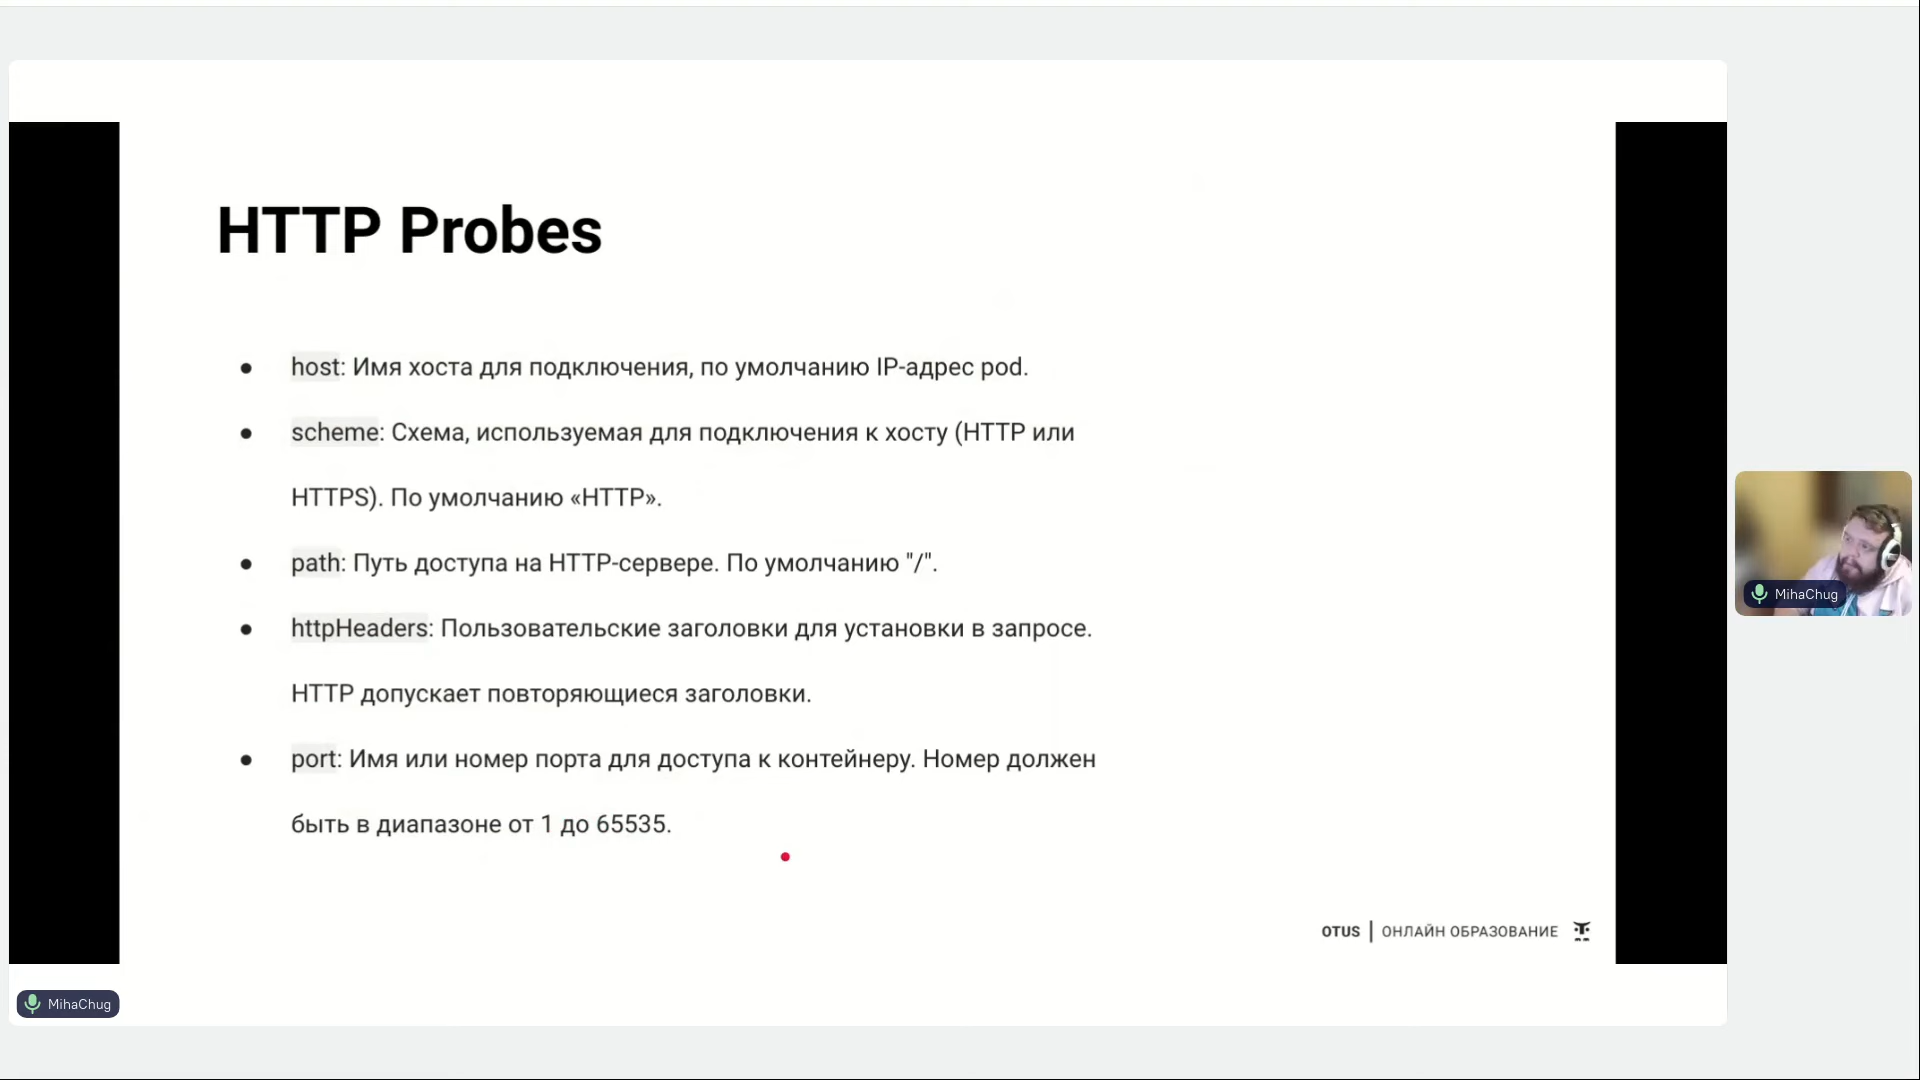 HTTP Probes
● host: Имя хоста для подключения, по умолчанию IP-адрес pod.
● scheme: Схема, используемая для подключения к хосту (HTTP или
HTTPS). По умолчанию «HTTP».
● path: Путь доступа на HTTP-сервере. По умолчанию "/".
● httpHeaders: Пользовательские заголовки для установки в запросе.
HTTP допускает повторяющиеся заголовки.
● port: Имя или номер порта для доступа к контейнеру. Номер должен
быть в диапазоне от 1 до 65535.
OTUS | ОНЛАЙН ОБРАЗОВАНИЕ
MihaChug
MihaChug